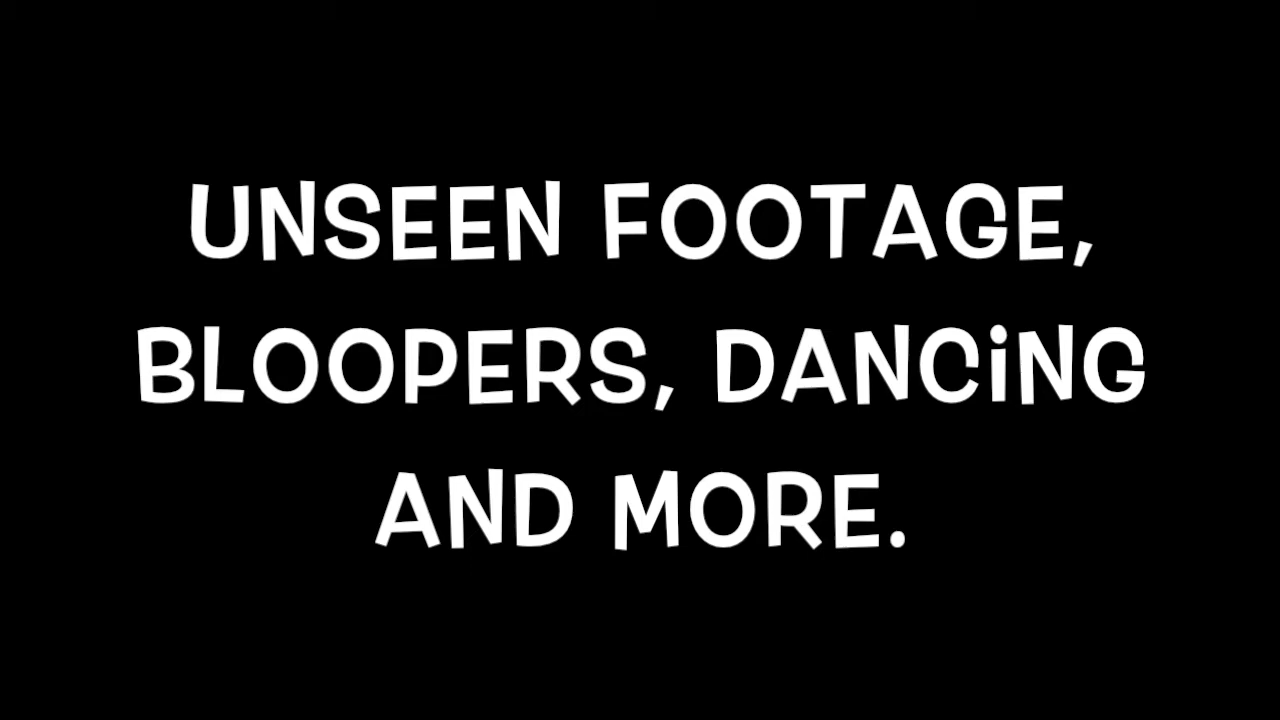 UNSEEN FOOTAGE,
BLOOPERS, DANCiNG
AND MORE.